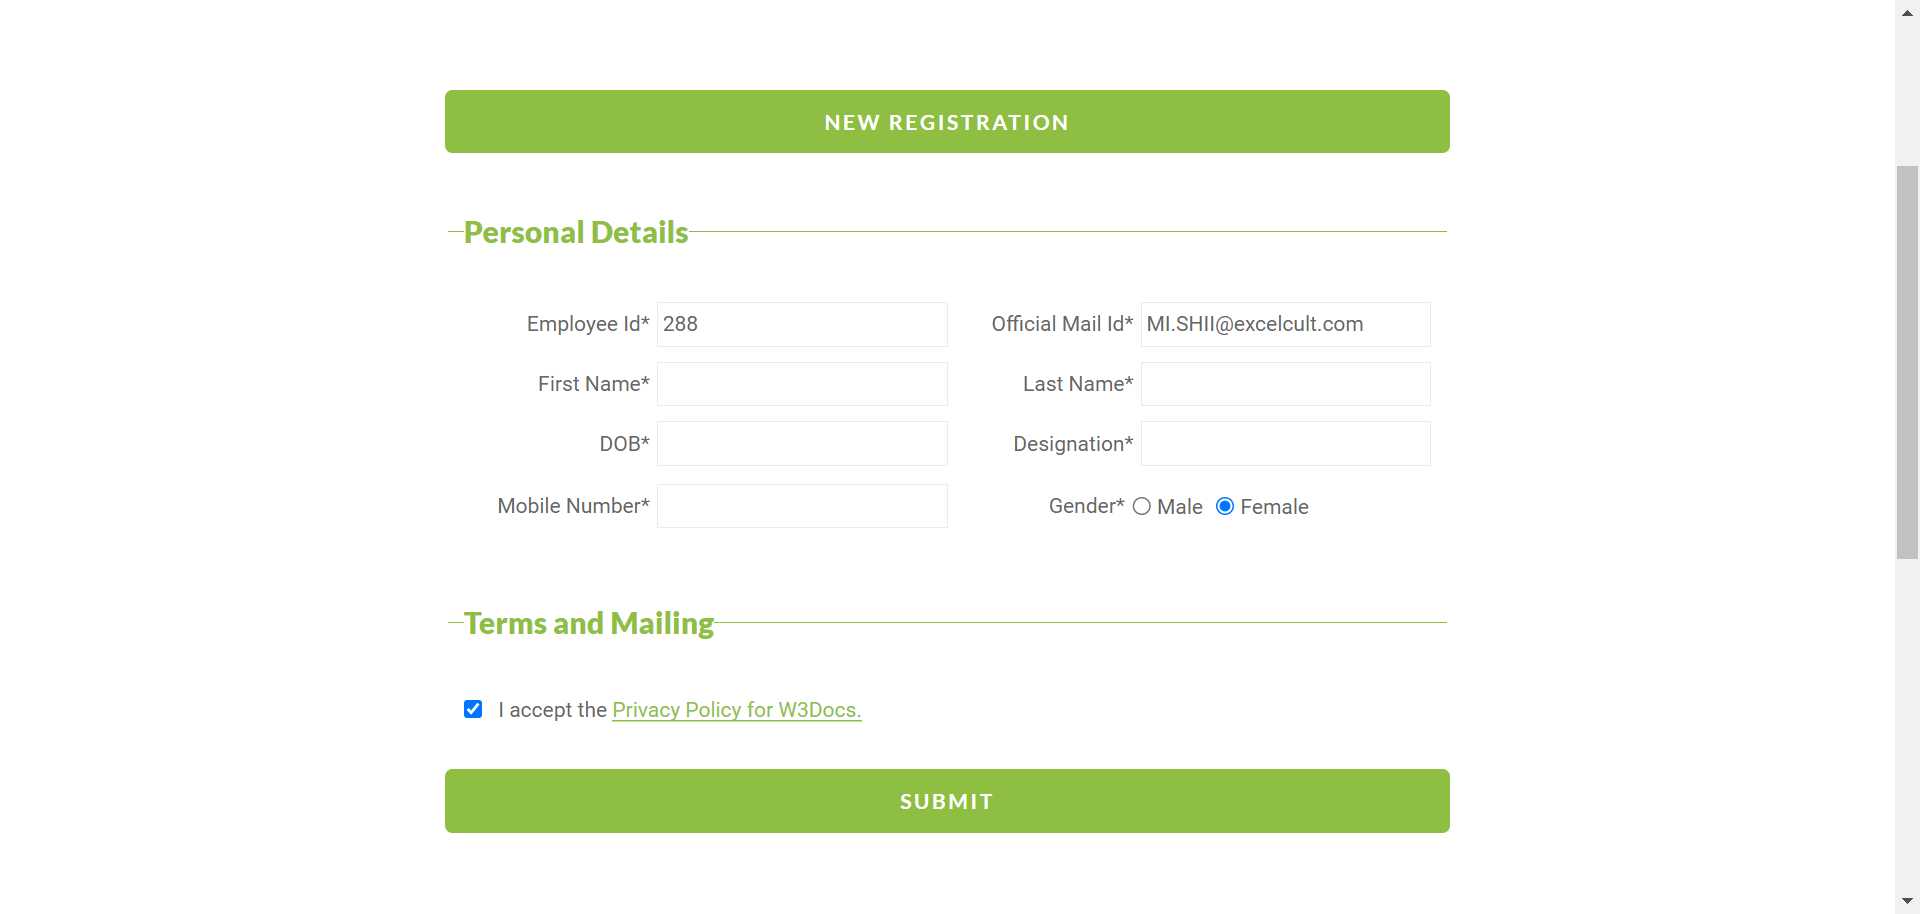 NEW REGISTRATION
Personal Details
Employee Id* 288 Official Mail Id* MI.SHII@excelcult.com
First Name* Last Name*
DOB* Designation*
Mobile Number* Gender* Male Female
Terms and Mailing
I accept the Privacy Policy for W3Docs.
SUBMIT